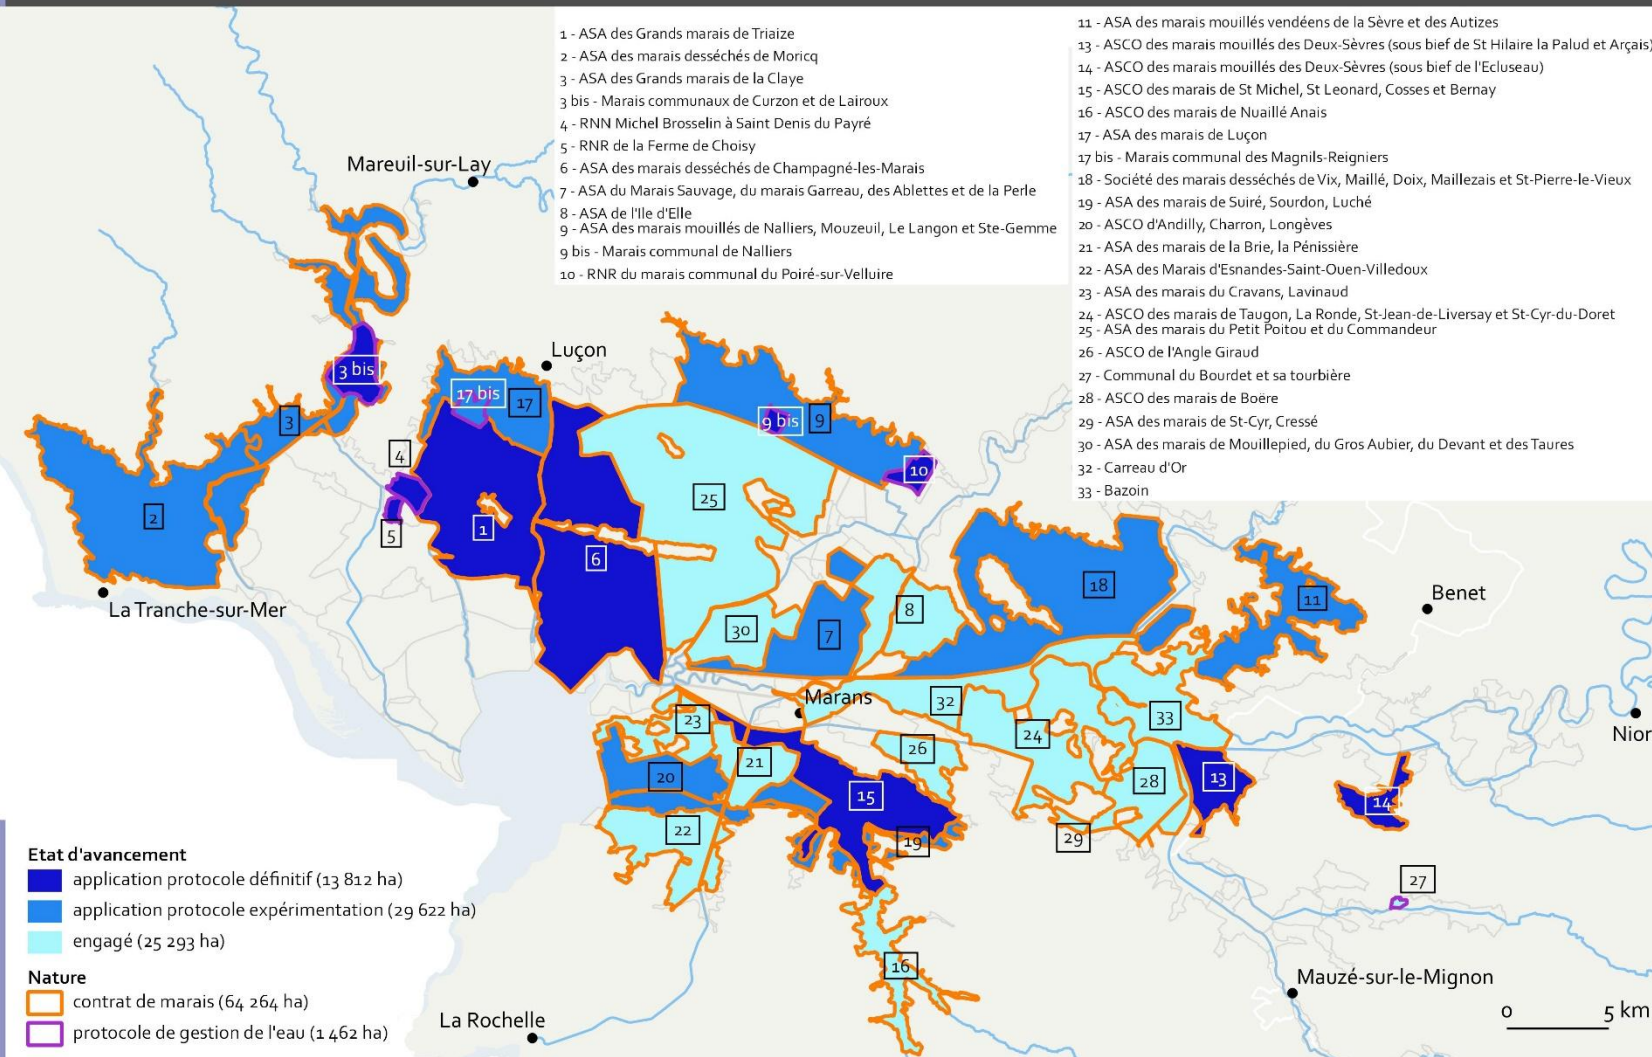 1 - ASA des Grands marais de Triaize
2 - ASA des marais desséchés de Moricq
3 - ASA des Grands marais de la Claye
3 bis - Marais communaux de Curzon et de Lairoux
4 - RNN Michel Brosselin à Saint Denis du Payré
5 - RNR de la Ferme de Choisy
6 - ASA des marais desséchés de Champagné-les-Marais
7 - ASA du Marais Sauvage, du marais Garreau, des Ablettes et de la Perle
8 - ASA de l'Ile d'Elle
9 - ASA des marais mouillés de Nalliers, Mouzeuil, Le Langon et Ste-Gemme
9 bis - Marais communal de Nalliers
10 - RNR du marais communal du Poiré-sur-Velluire
11 - ASA des marais mouillés vendéens de la Sèvre et des Autizes
13 - ASCO des marais mouillés des Deux-Sèvres (sous bief de St Hilaire la Palud et Arçais)
14 - ASCO des marais mouillés des Deux-Sèvres (sous bief de l'Ecluseau)
15 - ASCO des marais de St Michel, St Leonard, Cosses et Bernay
16 - ASCO des marais de Nuaillé Anais
17 - ASA des marais de Luçon
17 bis - Marais communal des Magnils-Reigniers
18 - Société des marais desséchés de Vix, Maillé, Doix, Maillezais et St-Pierre-le-Vieux
19 - ASA des marais de Suiré, Sourdon, Luché
20 - ASCO d'Andilly, Charron, Longèves
21 - ASA des marais de la Brie, la Pénissière
22 - ASA des Marais d'Esnandes-Saint-Ouen-Villedoux
23 - ASA des marais du Cravans, Lavinaud
24 - ASCO des marais de Taugon, La Ronde, St-Jean-de-Liversay et St-Cyr-du-Doret
25 - ASA des marais du Petit Poitou et du Commandeur
26 - ASCO de l'Angle Giraud
27 - Communal du Bourdet et sa tourbière
28 - ASCO des marais de Boëre
29 - ASA des marais de St-Cyr, Cressé
30 - ASA des marais de Mouillepied, du Gros Aubier, du Devant et des Taures
32 - Carreau d'Or
33 - Bazoin
Mareuil-sur-Lay
Luçon
3 bis
17 bis
17
3
9 bis
9
4
10
25
2
1
5
6
18
11
Benet
La Tranche-sur-Mer
8
30
7
Marans
32
33
23
24
Nior
26
21
20
28
13
15
14
22
19
29
27
16
Mauzé-sur-le-Mignon
La Rochelle
0 5 km
Etat d'avancement
application protocole définitif (13 812 ha)
application protocole expérimentation (29 622 ha)
engagé (25 293 ha)
Nature
contrat de marais (64 264 ha)
protocole de gestion de l'eau (1 462 ha)